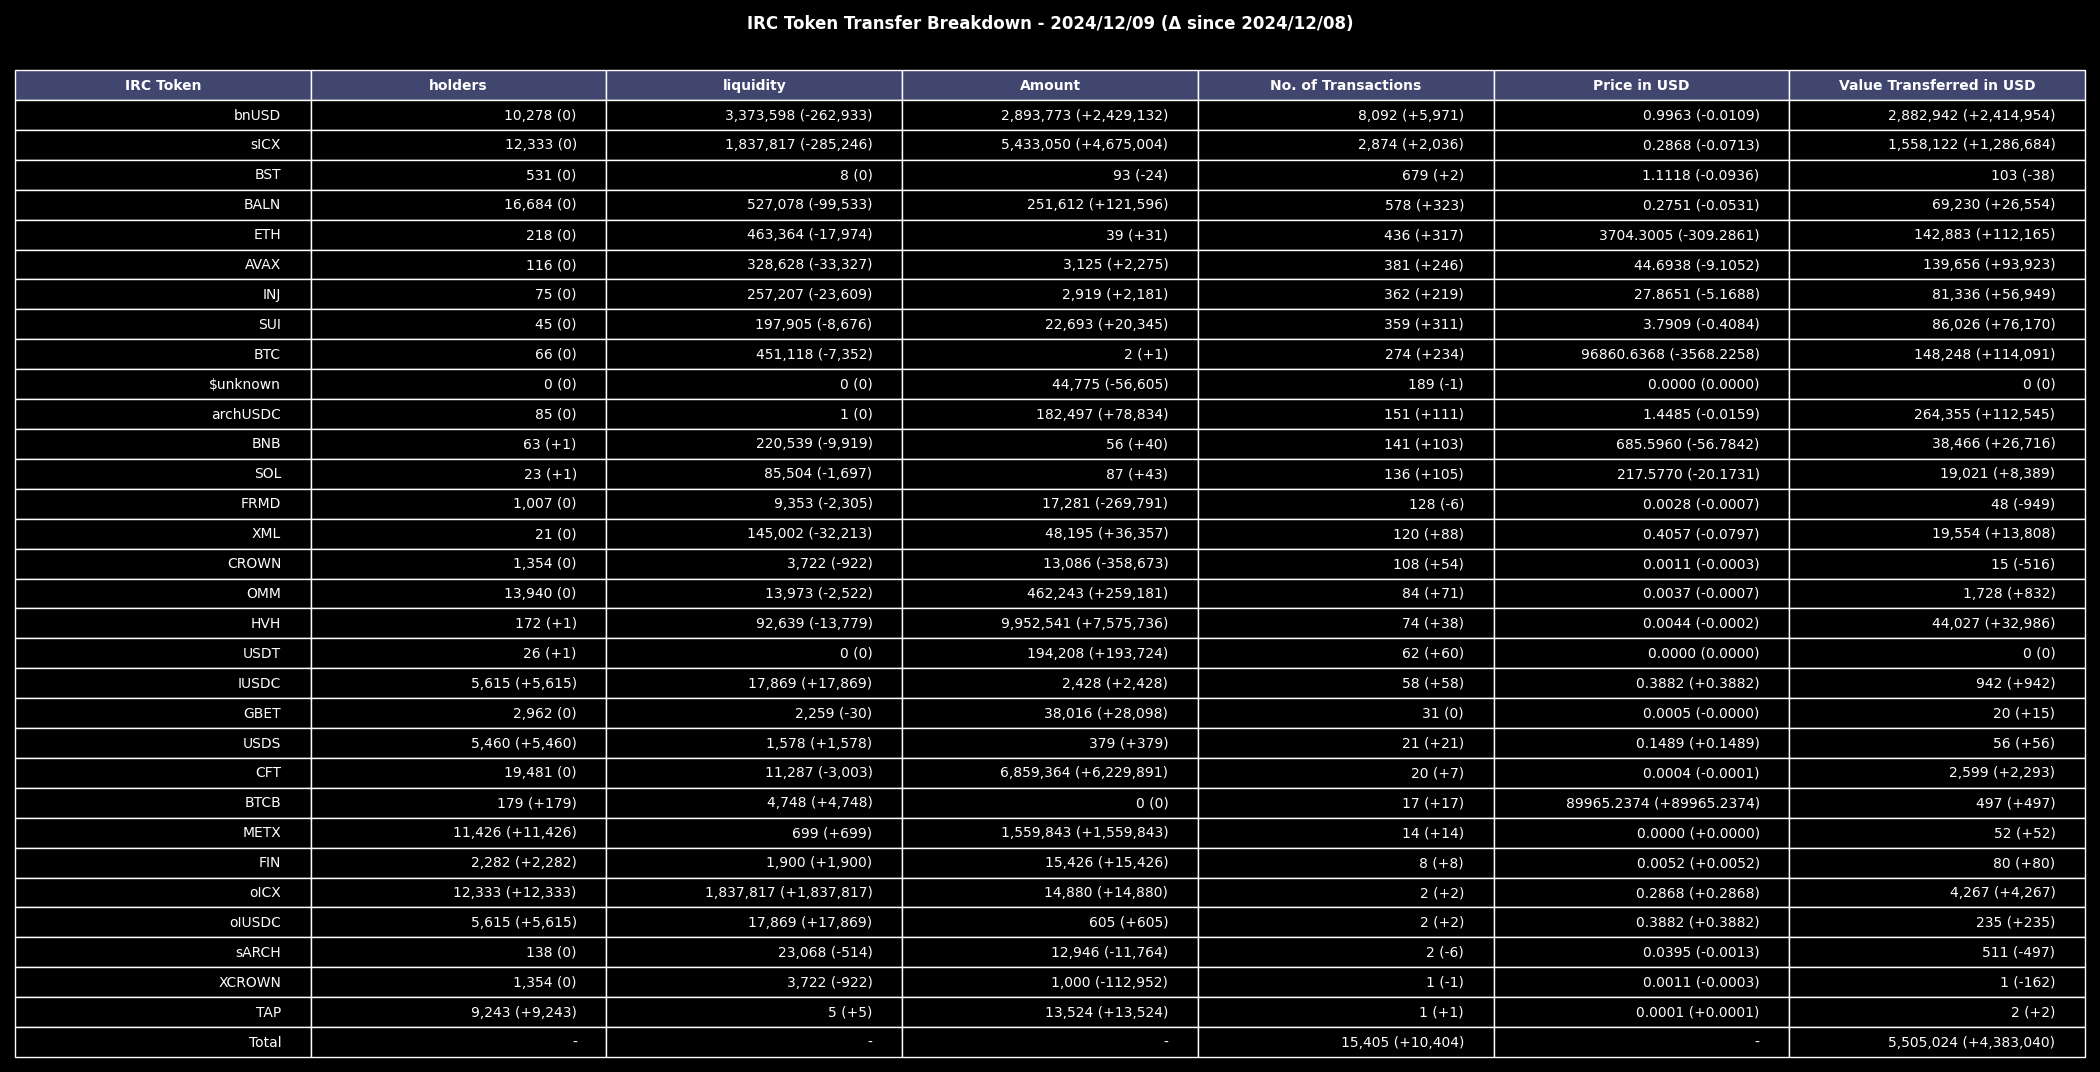 IRC Token Transfer Breakdown - 2024/12/09 (Δ since 2024/12/08)
IRC Token holders liquidity Amount No. of Transactions Price in USD Value Transferred in USD
bnUSD 10,278 (0) 3,373,598 (-262,933) 2,893,773 (+2,429,132) 8,092 (+5,971) 0.9963 (-0.0109) 2,882,942 (+2,414,954)
sICX 12,333 (0) 1,837,817 (-285,246) 5,433,050 (+4,675,004) 2,874 (+2,036) 0.2868 (-0.0713) 1,558,122 (+1,286,684)
BST 531 (0) 8 (0) 93 (-24) 679 (+2) 1.1118 (-0.0936) 103 (-38)
BALN 16,684 (0) 527,078 (-99,533) 251,612 (+121,596) 578 (+323) 0.2751 (-0.0531) 69,230 (+26,554)
ETH 218 (0) 463,364 (-17,974) 39 (+31) 436 (+317) 3704.3005 (-309.2861) 142,883 (+112,165)
AVAX 116 (0) 328,628 (-33,327) 3,125 (+2,275) 381 (+246) 44.6938 (-9.1052) 139,656 (+93,923)
INJ 75 (0) 257,207 (-23,609) 2,919 (+2,181) 362 (+219) 27.8651 (-5.1688) 81,336 (+56,949)
SUI 45 (0) 197,905 (-8,676) 22,693 (+20,345) 359 (+311) 3.7909 (-0.4084) 86,026 (+76,170)
BTC 66 (0) 451,118 (-7,352) 2 (+1) 274 (+234) 96860.6368 (-3568.2258) 148,248 (+114,091)
$unknown 0 (0) 0 (0) 44,775 (-56,605) 189 (-1) 0.0000 (0.0000) 0 (0)
archUSDC 85 (0) 1 (0) 182,497 (+78,834) 151 (+111) 1.4485 (-0.0159) 264,355 (+112,545)
BNB 63 (+1) 220,539 (-9,919) 56 (+40) 141 (+103) 685.5960 (-56.7842) 38,466 (+26,716)
SOL 23 (+1) 85,504 (-1,697) 87 (+43) 136 (+105) 217.5770 (-20.1731) 19,021 (+8,389)
FRMD 1,007 (0) 9,353 (-2,305) 17,281 (-269,791) 128 (-6) 0.0028 (-0.0007) 48 (-949)
XML 21 (0) 145,002 (-32,213) 48,195 (+36,357) 120 (+88) 0.4057 (-0.0797) 19,554 (+13,808)
CROWN 1,354 (0) 3,722 (-922) 13,086 (-358,673) 108 (+54) 0.0011 (-0.0003) 15 (-516)
OMM 13,940 (0) 13,973 (-2,522) 462,243 (+259,181) 84 (+71) 0.0037 (-0.0007) 1,728 (+832)
HVH 172 (+1) 92,639 (-13,779) 9,952,541 (+7,575,736) 74 (+38) 0.0044 (-0.0002) 44,027 (+32,986)
USDT 26 (+1) 0 (0) 194,208 (+193,724) 62 (+60) 0.0000 (0.0000) 0 (0)
IUSDC 5,615 (+5,615) 17,869 (+17,869) 2,428 (+2,428) 58 (+58) 0.3882 (+0.3882) 942 (+942)
GBET 2,962 (0) 2,259 (-30) 38,016 (+28,098) 31 (0) 0.0005 (-0.0000) 20 (+15)
USDS 5,460 (+5,460) 1,578 (+1,578) 379 (+379) 21 (+21) 0.1489 (+0.1489) 56 (+56)
CFT 19,481 (0) 11,287 (-3,003) 6,859,364 (+6,229,891) 20 (+7) 0.0004 (-0.0001) 2,599 (+2,293)
BTCB 179 (+179) 4,748 (+4,748) 0 (0) 17 (+17) 89965.2374 (+89965.2374) 497 (+497)
METX 11,426 (+11,426) 699 (+699) 1,559,843 (+1,559,843) 14 (+14) 0.0000 (+0.0000) 52 (+52)
FIN 2,282 (+2,282) 1,900 (+1,900) 15,426 (+15,426) 8 (+8) 0.0052 (+0.0052) 80 (+80)
oICX 12,333 (+12,333) 1,837,817 (+1,837,817) 14,880 (+14,880) 2 (+2) 0.2868 (+0.2868) 4,267 (+4,267)
oIUSDC 5,615 (+5,615) 17,869 (+17,869) 605 (+605) 2 (+2) 0.3882 (+0.3882) 235 (+235)
sARCH 138 (0) 23,068 (-514) 12,946 (-11,764) 2 (-6) 0.0395 (-0.0013) 511 (-497)
XCROWN 1,354 (0) 3,722 (-922) 1,000 (-112,952) 1 (-1) 0.0011 (-0.0003) 1 (-162)
TAP 9,243 (+9,243) 5 (+5) 13,524 (+13,524) 1 (+1) 0.0001 (+0.0001) 2 (+2)
Total - - - 15,405 (+10,404) - 5,505,024 (+4,383,040)